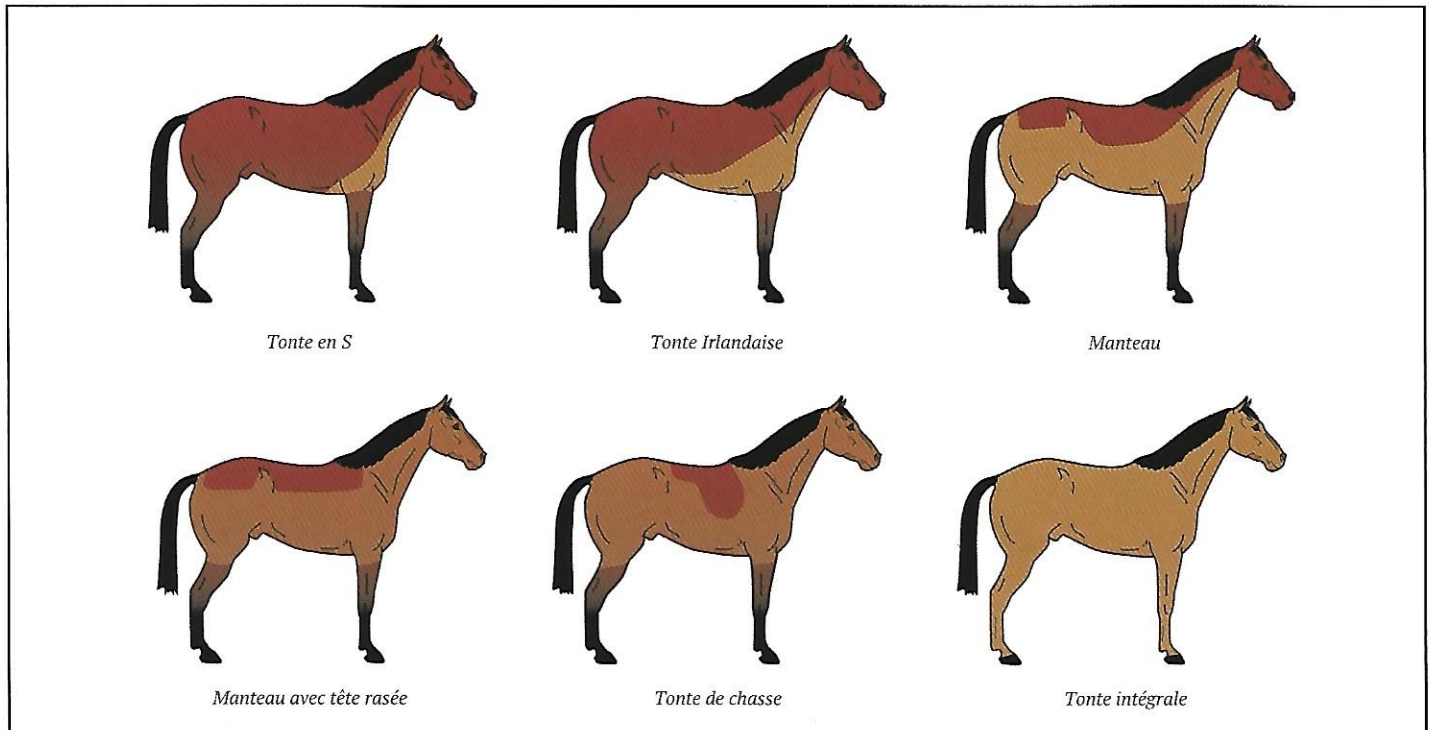 Tonte en S
Tonte Irlandaise
Manteau
Manteau avec tête rasée
Tonte de chasse
Tonte intégrale